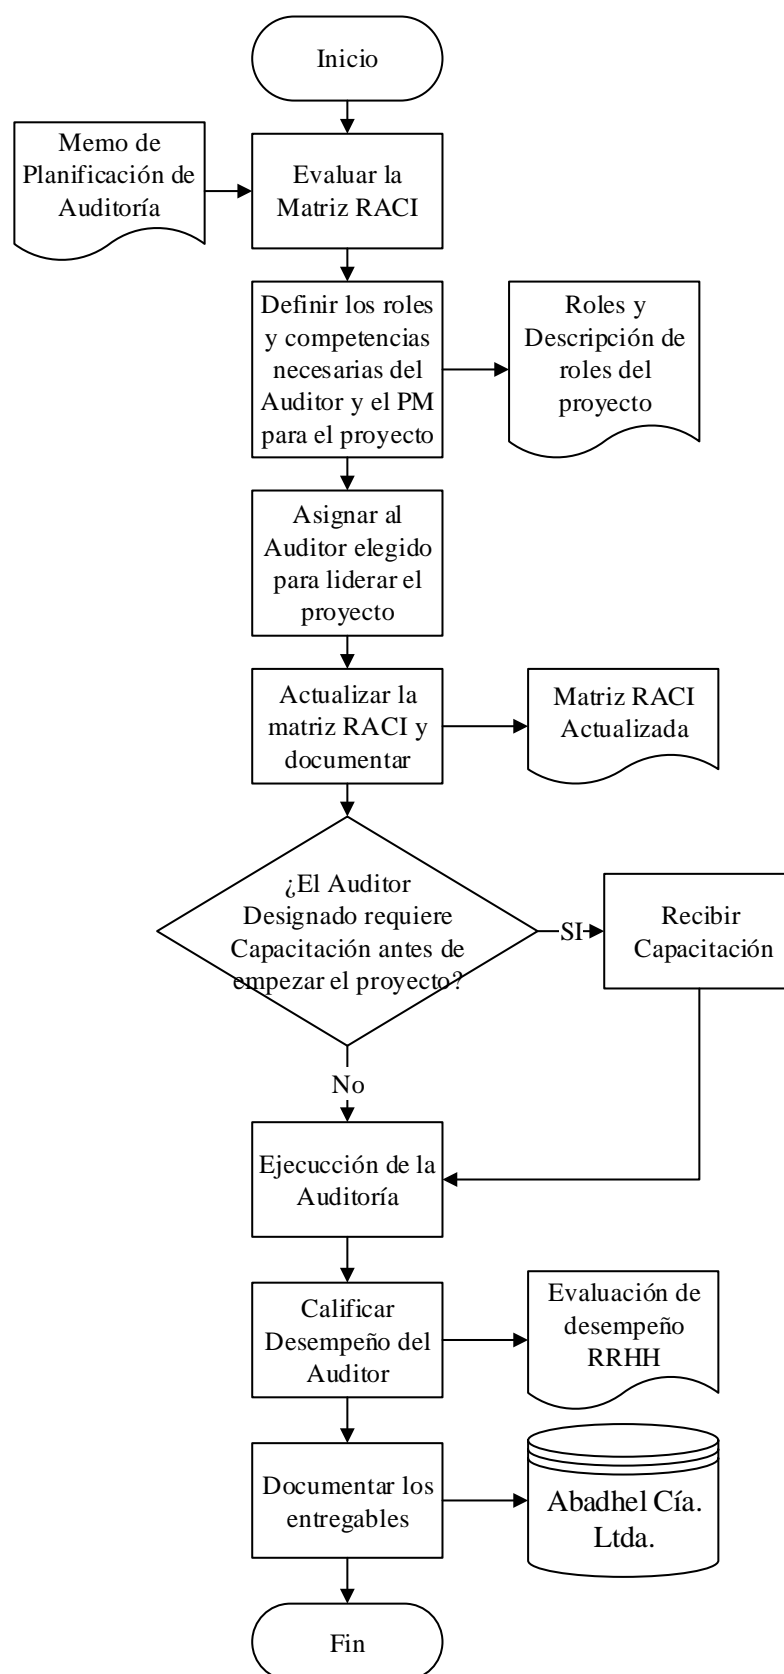 Inicio
Memo de
Planificación de
Auditoría
Evaluar la
Matriz RACI
Definir los roles
y competencias
necesarias del
Auditor y el PM
para el proyecto
Roles y
Descripción de
roles del
proyecto
Asignar al
Auditor elegido
para liderar el
proyecto
Actualizar la
matriz RACI y
documentar
Matriz RACI
Actualizada
¿El Auditor
Designado requiere
Capacitación antes de
empezar el proyecto?
SI
Recibir
Capacitación
No
Ejecucción de la
Auditoría
Calificar
Desempeño del
Auditor
Evaluación de
desempeño
RRHH
Documentar los
entregables
Abadhel Cía.
Ltda.
Fin